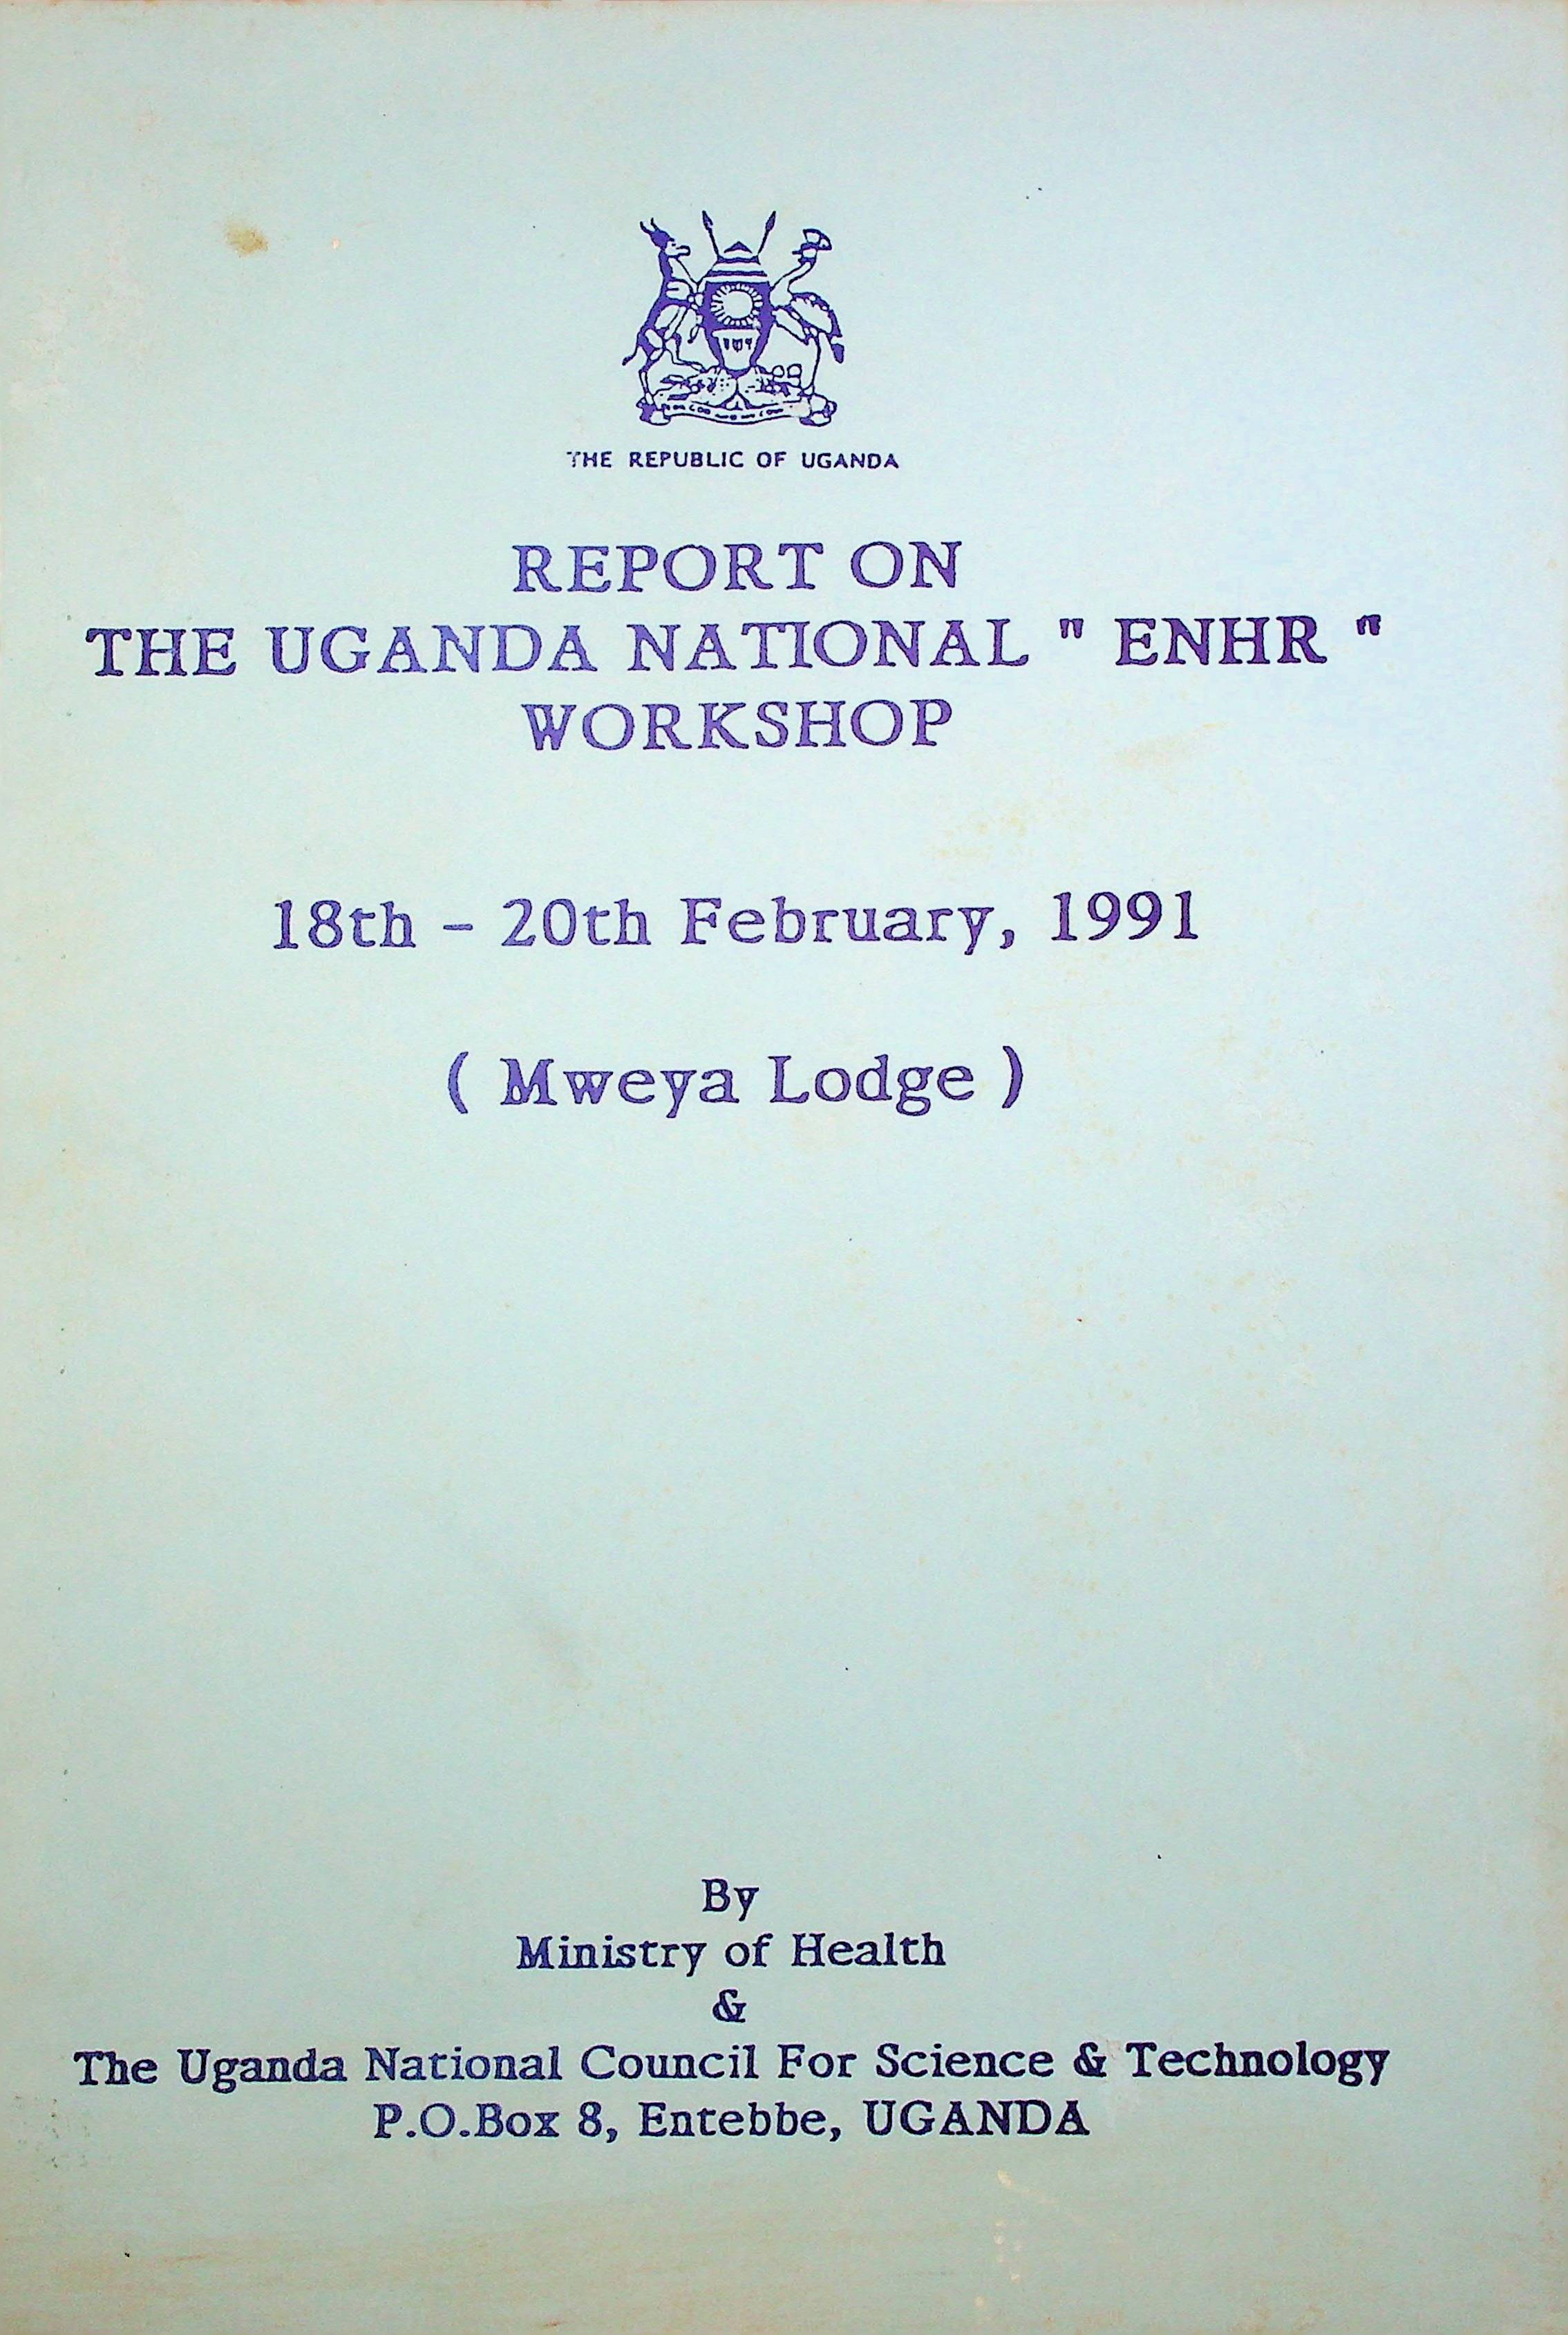 THE REPUBLIC OF UGANDA
REPORT ON
THE UGANDA NATIONAL " ENHR "
WORKSHOP
18th - 20th February, 1991
( Mweya Lodge )
By
Ministry of Health
&
The Uganda National Council For Science & Technology
P.O.Box 8, Entebbe, UGANDA